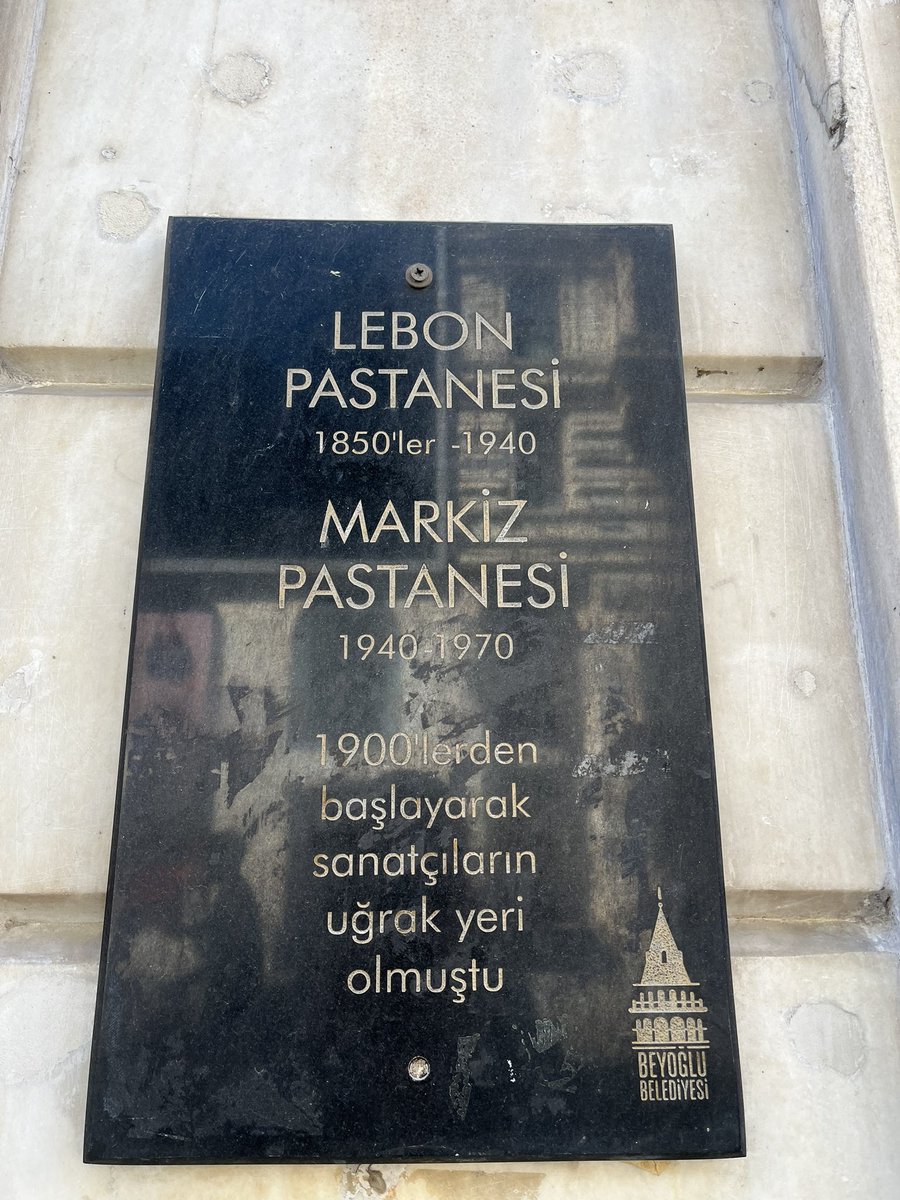 LEBON
PASTANESİ
1850'ler -1940
MARKİZ
PASTANESİ
1940-1970
1900'lerden
başlayarak
sanatçıların
uğrak yeri
olmuştu
BEYOĞLU
BELEDİYESİ